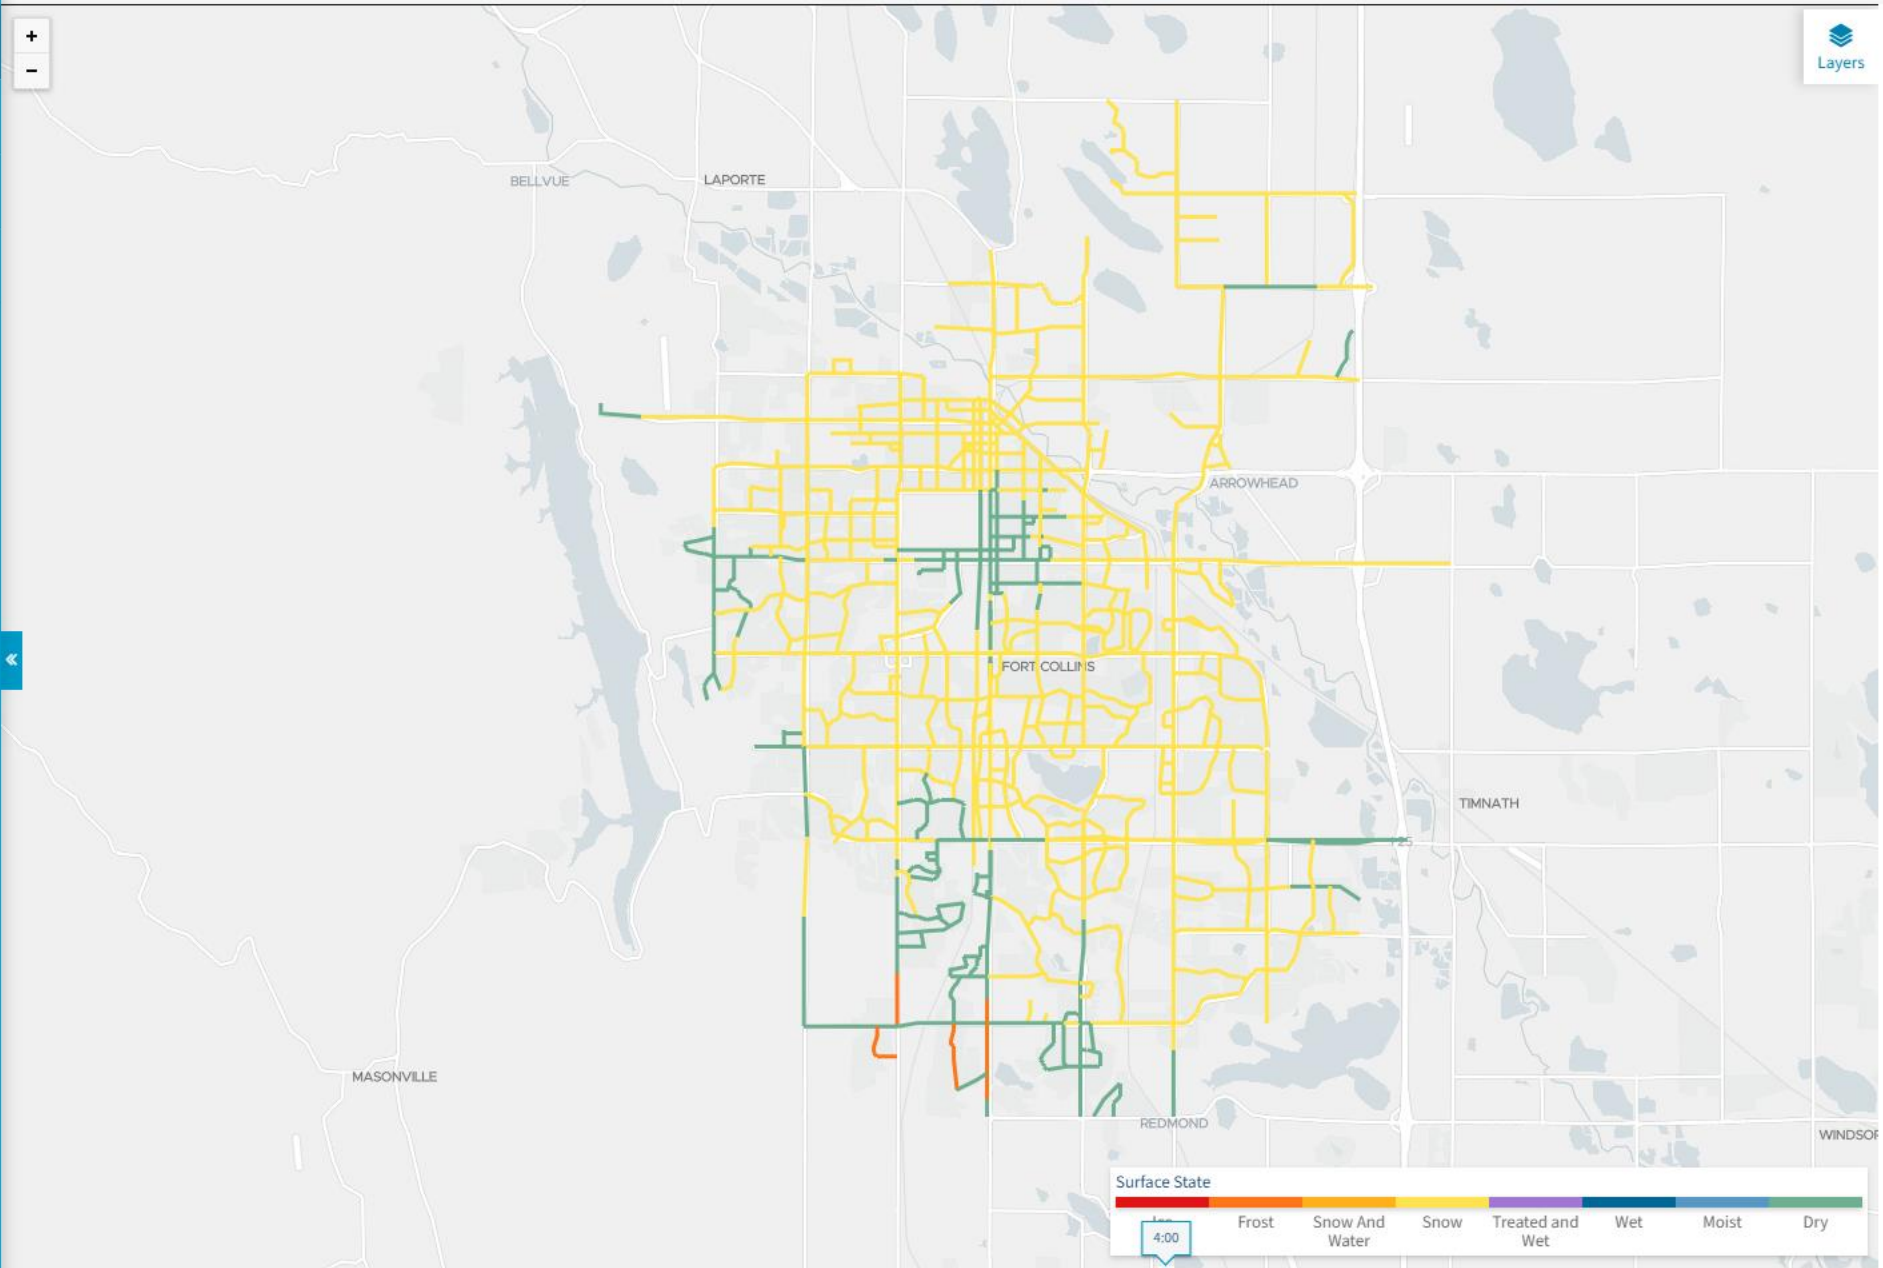 +
Layers
−
LAPORTE
BELLVUE
ARROWHEAD
«
FORT COLLINS
TIMNATH
MASONVILLE
REDMOND
Surface State
Frost
Snow And
Water
Snow
Treated and
Wet
Wet
Moist
Dry
4:00